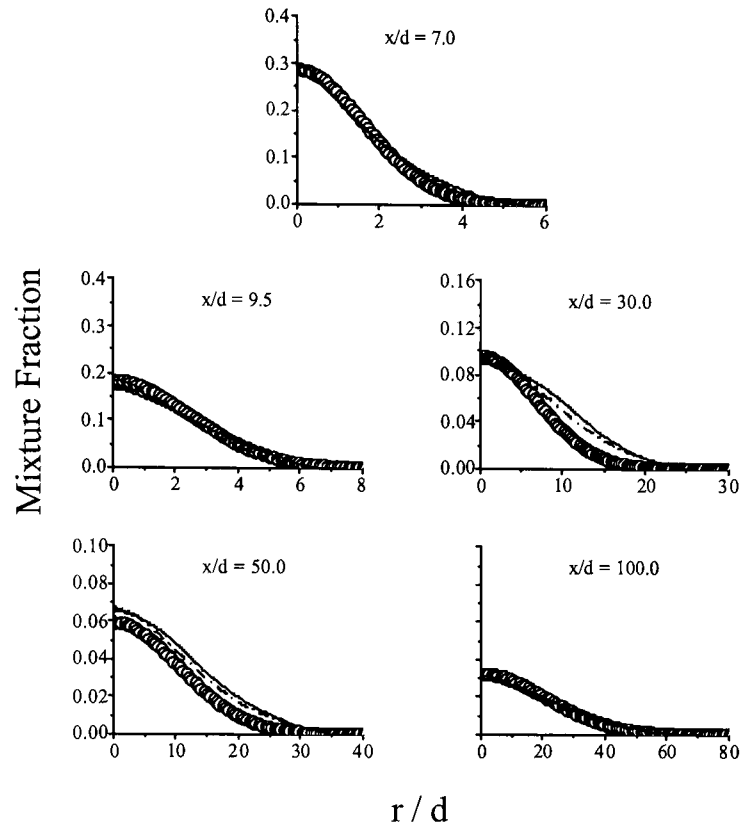 x/d = 7.0
0.4
0.3
0.2
0.1
0.0
0 2 4 6
Mixture Fraction
x/d = 9.5
0.4
0.3
0.2
0.1
0.0
0 2 4 6 8
x/d = 30.0
0.16
0.12
0.08
0.04
0.00
0 10 20 30
x/d = 50.0
0.10
0.08
0.06
0.04
0.02
0.00
0 10 20 30 40
x/d = 100.0
0 20 40 60 80
r / d